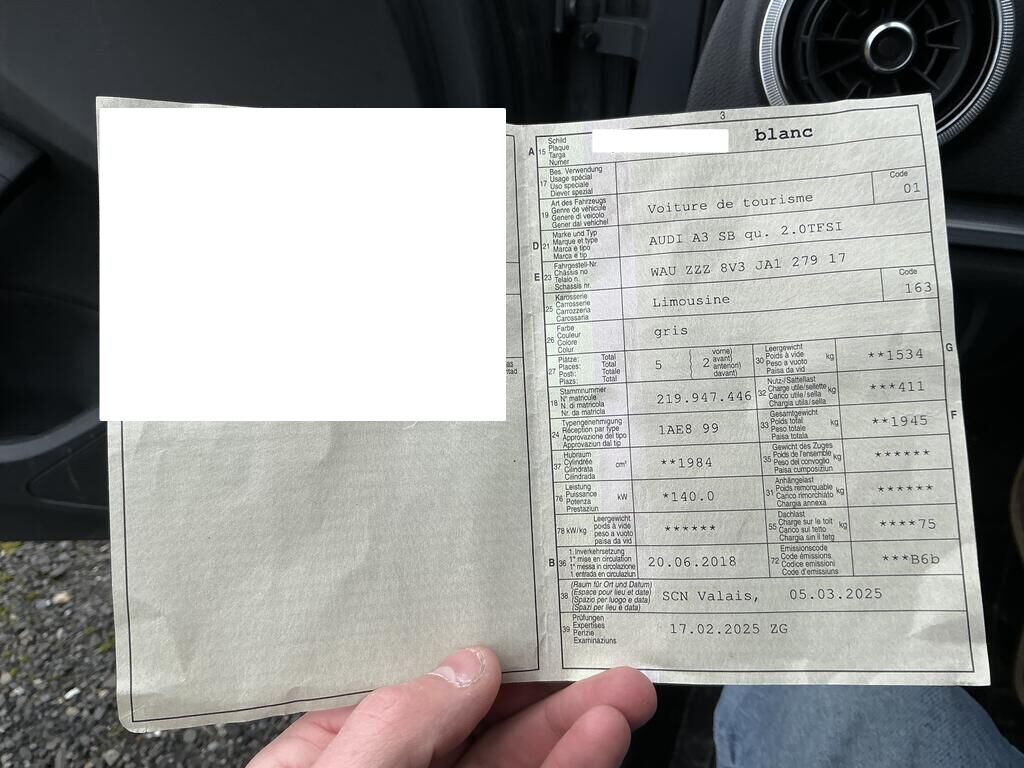 3
A 15 Schild
Plaque
Targa
Numer
blanc
17 Bes. Verwendung
Usage spécial
Uso speciale
Diever spezial
19 Art des Fahrzeugs
Genre de véhicule
Genere di veicolo
Gener dal vehichel
Voiture de tourisme
Code
01
D 21 Marke und Typ
Marque et type
Marca e tipo
Marca e tip
AUDI A3 SB qu. 2.0TFSI
E 23 Fahrgestell-Nr.
Châssis no
Telaio n.
Schassis nr.
WAU ZZZ 8V3 JA1 279 17
25 Karosserie
Carrosserie
Carrozzeria
Carossaria
Limousine
Code
163
26 Farbe
Couleur
Colore
Colur
gris
27 Plätze: Total
Places: Total
Posti: Totale
Plazs: Total
5
2 vorne)
avant)
anteriori)
davant)
G
30 Leergewicht
Poids à vide
Peso a vuoto
Paisa da vid
kg
**1534
18 Stammnummer
N° matricule
N. di matricola
Nr. da matricla
219.947.446
32 Nutz-/Sattellast
Charge utile/sellette
Carico utile/sella
Chargia utila/sella
kg
***411
24 Typengenehmigung
Réception par type
Approvazione del tipo
Approvaziun dal tip
1AE8 99
F
33 Gesamtgewicht
Poids total
Peso totale
Paisa totala
kg
**1945
37 Hubraum
Cylindrée
Cilindrata
Cilindrada
cm³
**1984
35 Gewicht des Zuges
Poids de l'ensemble
Peso del convoglio
Paisa cumposiziun
kg
******
76 Leistung
Puissance
Potenza
Prestaziun
kW
*140.0
31 Anhängelast
Poids remorquable
Carico rimorchiato
Chargia annexa
kg
******
78 kW/kg
Leergewicht
poids à vide
peso a vuoto
paisa da vid
******
55 Dachlast
Charge sur le toit
Carico sul tetto
Chargia sin il tetg
kg
****75
B 36 1. Inverkehrsetzung
1re mise en circulation
1a messa in circolazione
1. entrada en circulaziun
20.06.2018
72 Emissionscode
Code émissions
Codice emissioni
Code d'emissiuns
***B6b
38 (Raum für Ort und Datum)
(Espace pour lieu et date)
(Spazio per luogo e data)
(Spazi per lieu e data)
SCN Valais, 05.03.2025
39 Prüfungen
Expertises
Perizie
Examinaziuns
17.02.2025 ZG